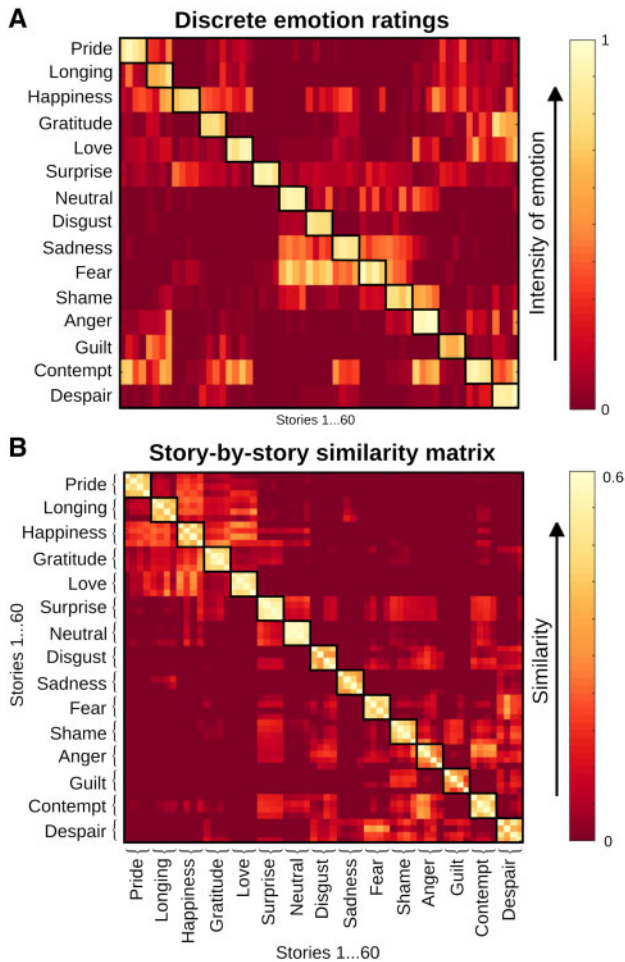 A
Discrete emotion ratings
Pride
Longing
Happiness
Gratitude
Love
Surprise
Neutral
Disgust
Sadness
Fear
Shame
Anger
Guilt
Contempt
Despair
Stories 1...60
1
Intensity of emotion
0
B
Story-by-story similarity matrix
Stories 1...60
Pride
Longing
Happiness
Gratitude
Love
Surprise
Neutral
Disgust
Sadness
Fear
Shame
Anger
Guilt
Contempt
Despair
Pride
Longing
Happiness
Gratitude
Love
Surprise
Neutral
Disgust
Sadness
Fear
Shame
Anger
Guilt
Contempt
Despair
Stories 1...60
0.6
Similarity
0